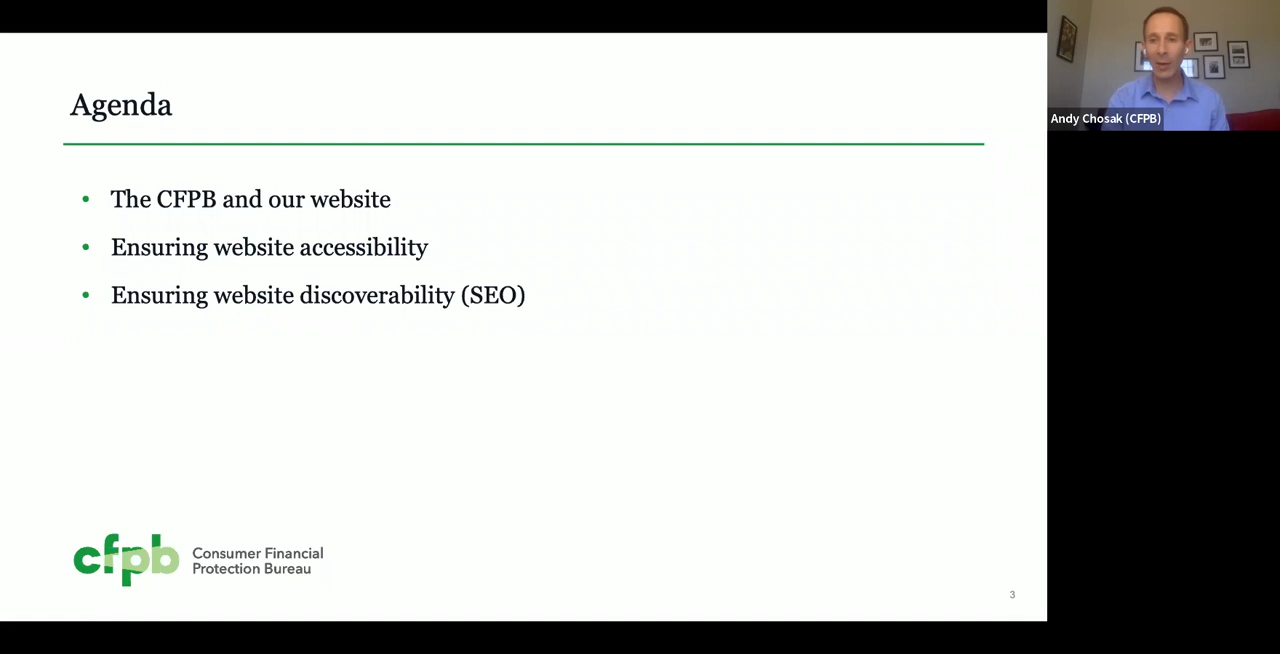 Agenda
• The CFPB and our website
• Ensuring website accessibility
• Ensuring website discoverability (SEO)
cfpb
Consumer Financial
Protection Bureau
3
Andy Chosak (CFPB)